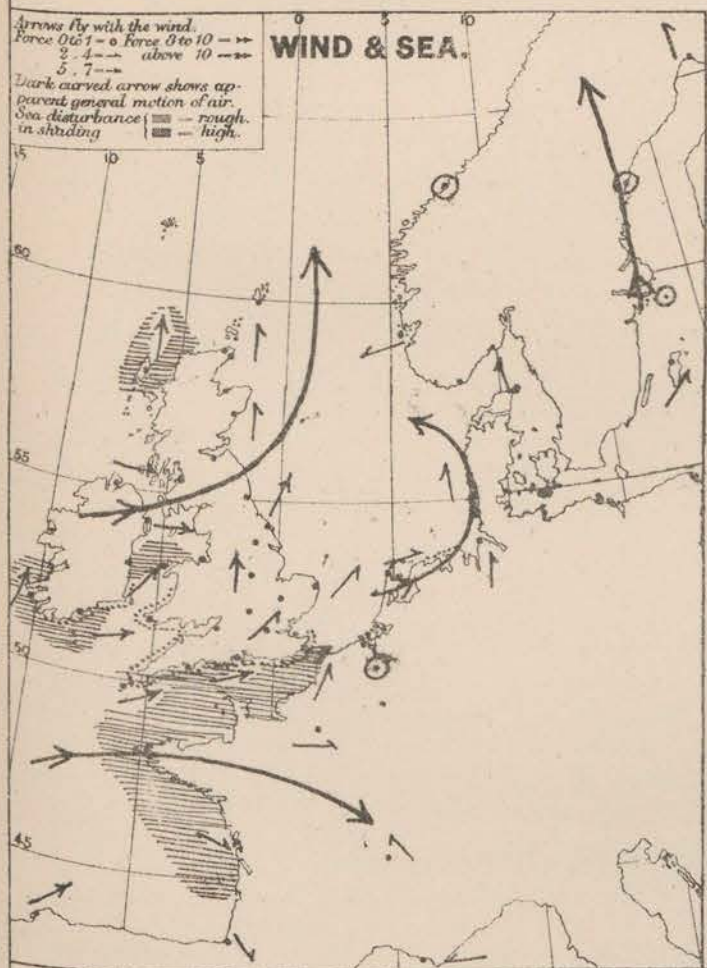 0 5 10
WIND & SEA.
Arrows fly with the wind.
Force 0 to 1 - Force 8 to 10 -
2 . 4 - above 10 -
5 . 7 -
Dark curved arrow shows ap-
parent general motion of air.
Sea disturbance - rough.
in shading - high.
10 5
60
55
50
45